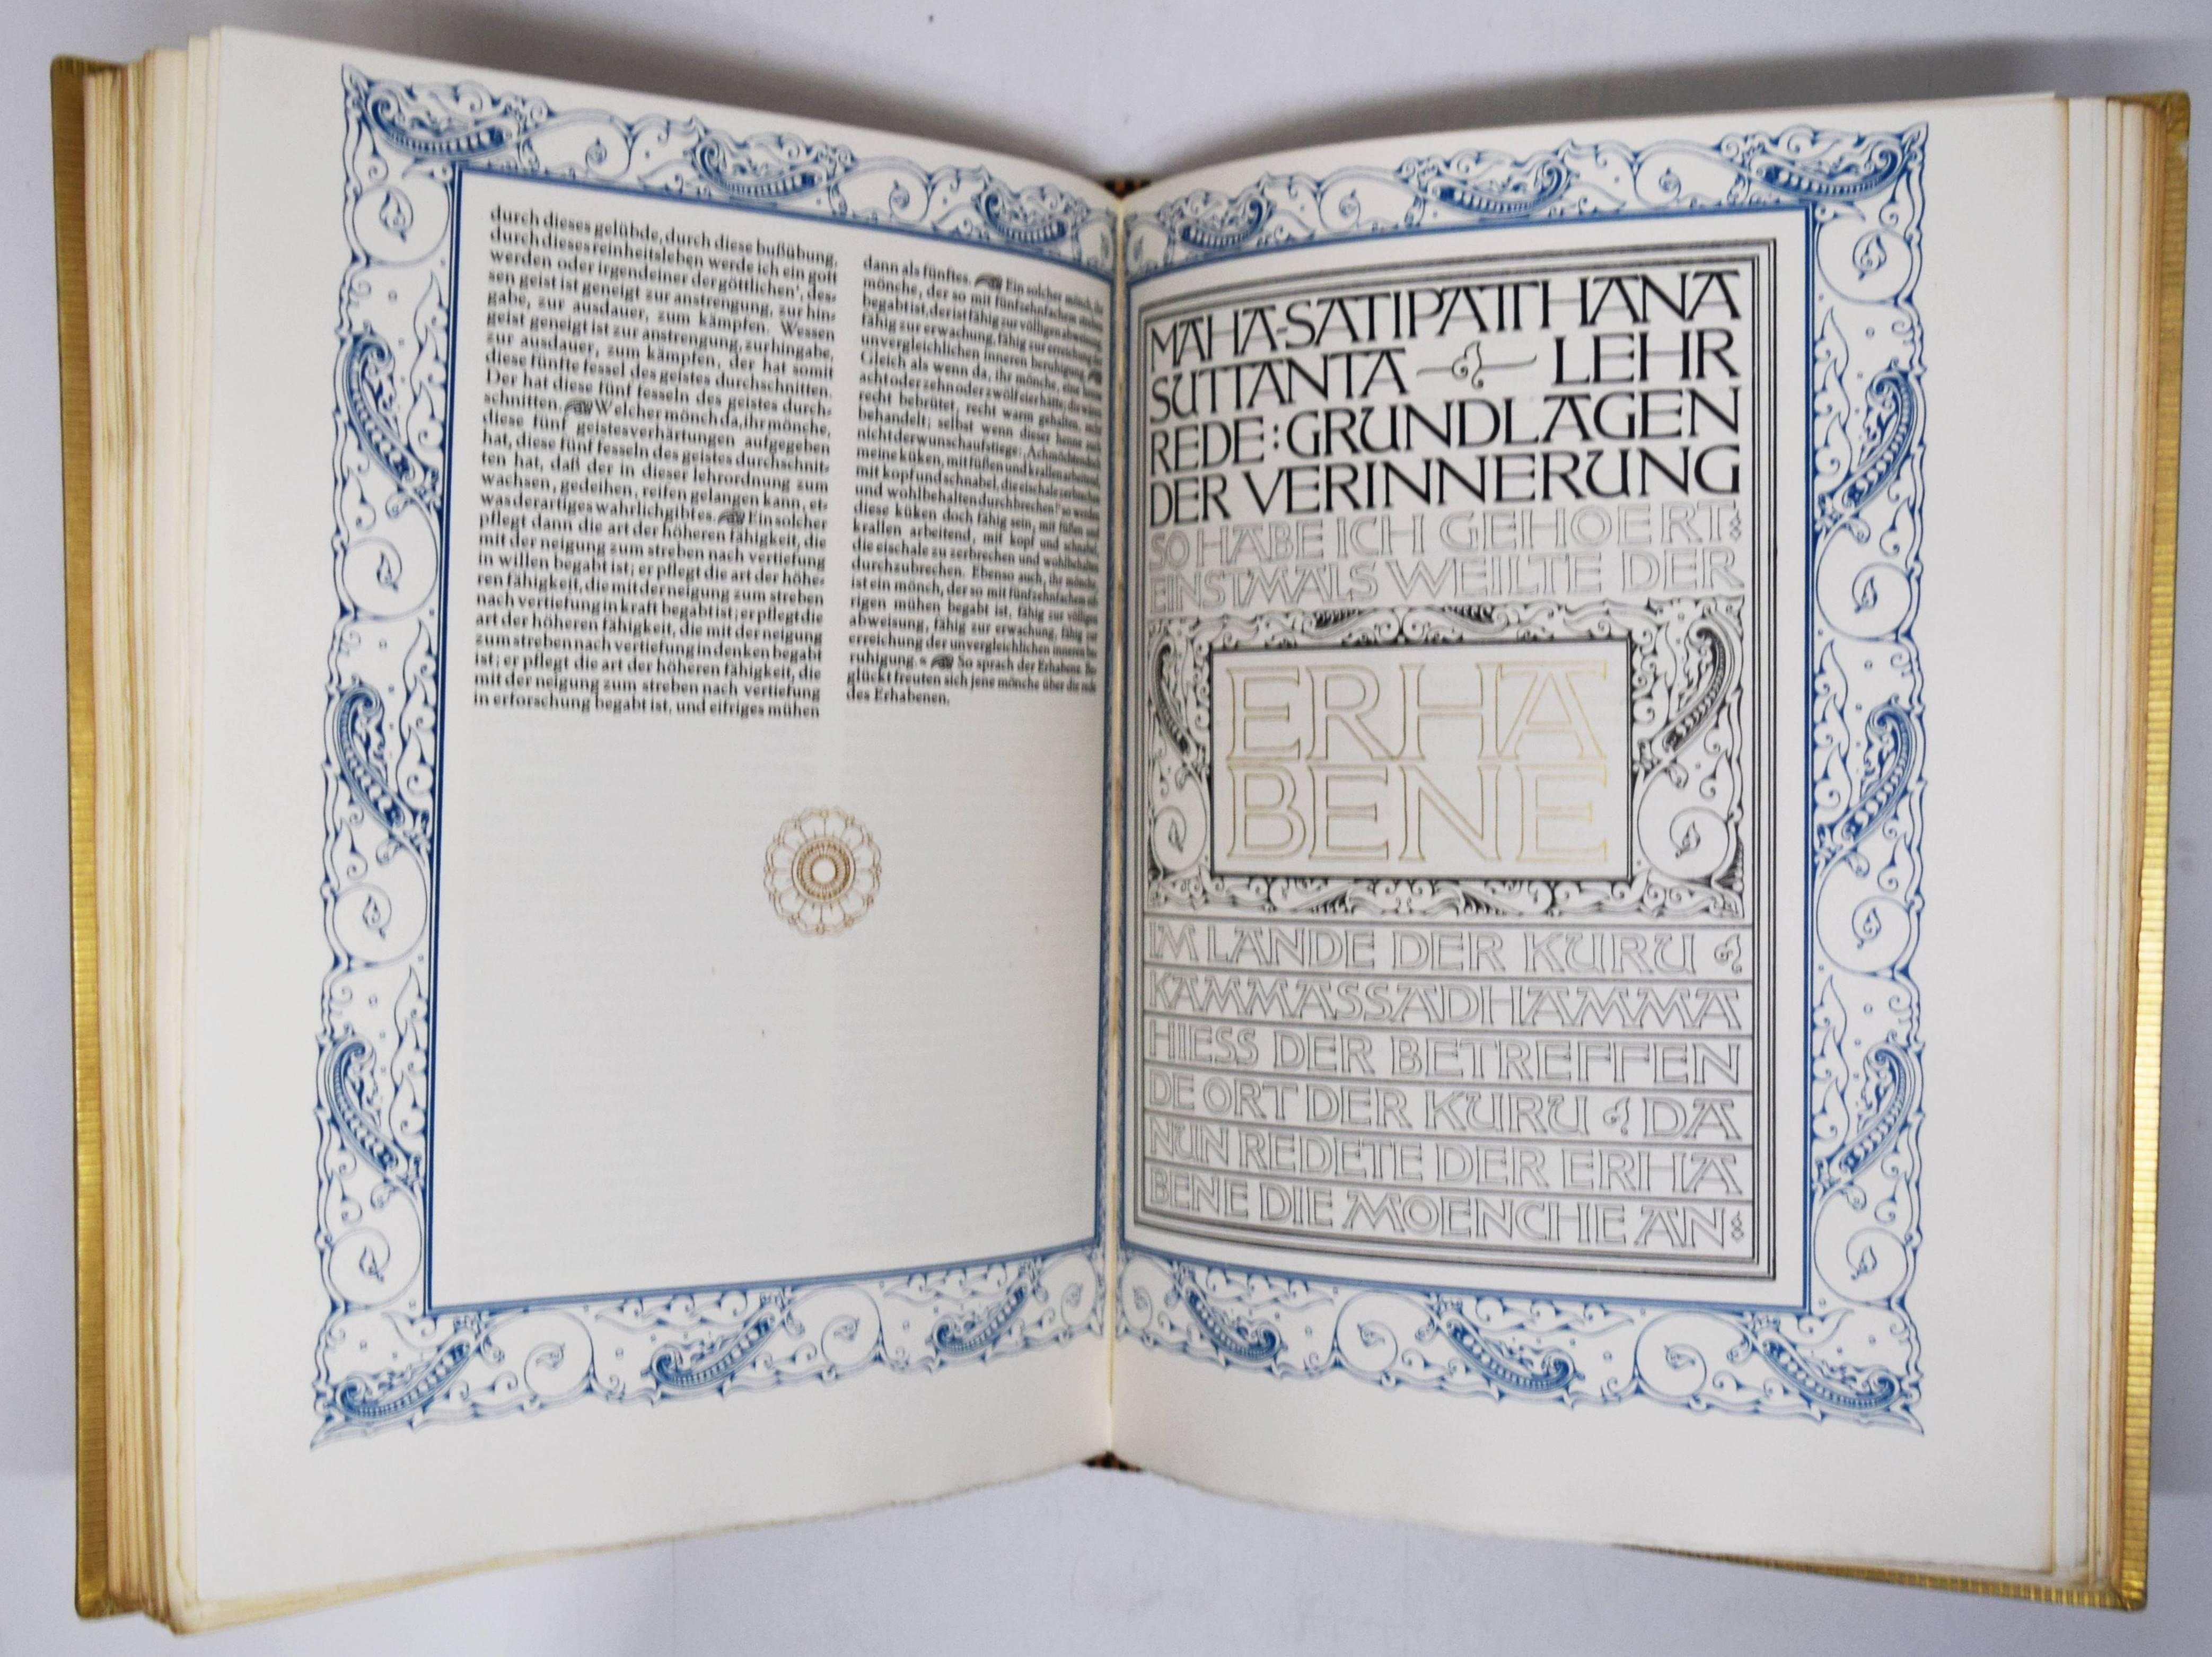 durch dieses gelübde, durch diese bußübung,
durch dieses reinheitsleben werde ich ein gott
werden oder irgendeiner der göttlichen', des=
sen geist ist geneigt zur anstrengung, zur hin=
gabe, zur ausdauer, zum kämpfen. Wessen
geist geneigt ist zur anstrengung, zur hingabe,
zur ausdauer, zum kämpfen, der hat somit
diese fünfte fessel des geistes durchschnitten.
Der hat diese fünf fesseln des geistes durch=
schnitten. Welcher mönch da, ihr mönche,
diese fünf geistesverhärtungen aufgegeben
hat, diese fünf fesseln des geistes durchschnit=
ten hat, daß der in dieser lehrordnung zum
wachsen, gedeihen, reifen gelangen kann, et=
was derartiges wahrlich gibt es. Ein solcher
pflegt dann die art der höheren fähigkeit, die
mit der neigung zum streben nach vertiefung
in willen begabt ist; er pflegt die art der höhe=
ren fähigkeit, die mit der neigung zum streben
nach vertiefung in kraft begabt ist; er pflegt die
art der höheren fähigkeit, die mit der neigung
zum streben nach vertiefung in denken begabt
ist; er pflegt die art der höheren fähigkeit, die
mit der neigung zum streben nach vertiefung
in erforschung begabt ist, und eifriges mühen
dann als fünftes. Ein solcher mönch, ihr
mönche, der so mit fünfzehnfachem mühen
begabt ist, der ist fähig zur völligen abweisung,
fähig zur erwachung, fähig zur erreichung der
unvergleichlichen inneren beruhigung.
Gleich als wenn da, ihr mönche, eine henne
acht oder zehn oder zwölf eier hätte, die wären
recht bebrütet, recht warm gehalten, recht
behandelt; selbst wenn dieser henne auch
nicht der wunsch aufstiege: ,Ach möchten doch
meine küken, mit füßen und krallen arbeitend,
mit kopf und schnabel, die eischale zerbrechen
und wohlbehalten durchbrechen!' so werden
diese küken doch fähig sein, mit füßen und
krallen arbeitend, mit kopf und schnabel,
die eischale zu zerbrechen und wohlbehalten
durchzubrechen. Ebenso auch, ihr mönche,
ist ein mönch, der so mit fünfzehnfachem eif=
rigen mühen begabt ist, fähig zur völligen
abweisung, fähig zur erwachung, fähig zur
erreichung der unvergleichlichen inneren be=
ruhigung. « So sprach der Erhabene. Be=
glückt freuten sich jene mönche über die rede
des Erhabenen.
MAHA-SATIPATTHANA
SUTTANTA LEHR
REDE: GRUNDLAGEN
DER VERINNERUNG
SO HABE ICH GEHOERT:
EINSTMALS WEILTE DER
ERHA
BENE
IM LANDE DER KURU
KAMMASSADHAMMA
HIESS DER BETREFFEN
DE ORT DER KURU DA
NUN REDETE DER ERHA
BENE DIE MOENCHE AN: